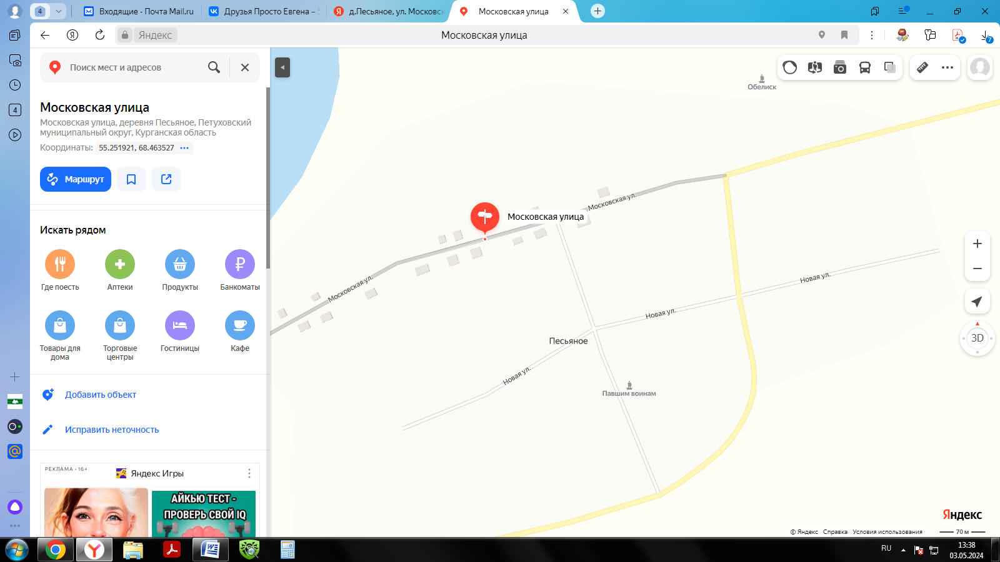 4
Входящие - Почта Mail.ru
Друзья Просто Евгена –
д.Песьяное, ул. Московск
Московская улица
Яндекс
Московская улица
7
4
Поиск мест и адресов
Московская улица
Московская улица, деревня Песьяное, Петуховский
муниципальный округ, Курганская область
Координаты: 55.251921, 68.463527
Маршрут
Искать рядом
Где поесть
Аптеки
Продукты
Банкоматы
Товары для
дома
Торговые
центры
Гостиницы
Кафе
Добавить объект
Исправить неточность
РЕКЛАМА • 16+
Яндекс Игры
АЙКЬЮ ТЕСТ -
ПРОВЕРЬ СВОЙ IQ
Обелиск
Московская ул.
Московская улица
Московская ул.
Новая ул.
Новая ул.
Песьяное
Новая ул.
Павшим воинам
3D
Яндекс
© Яндекс Справка Условия использования
70 м
RU
13:38
03.05.2024